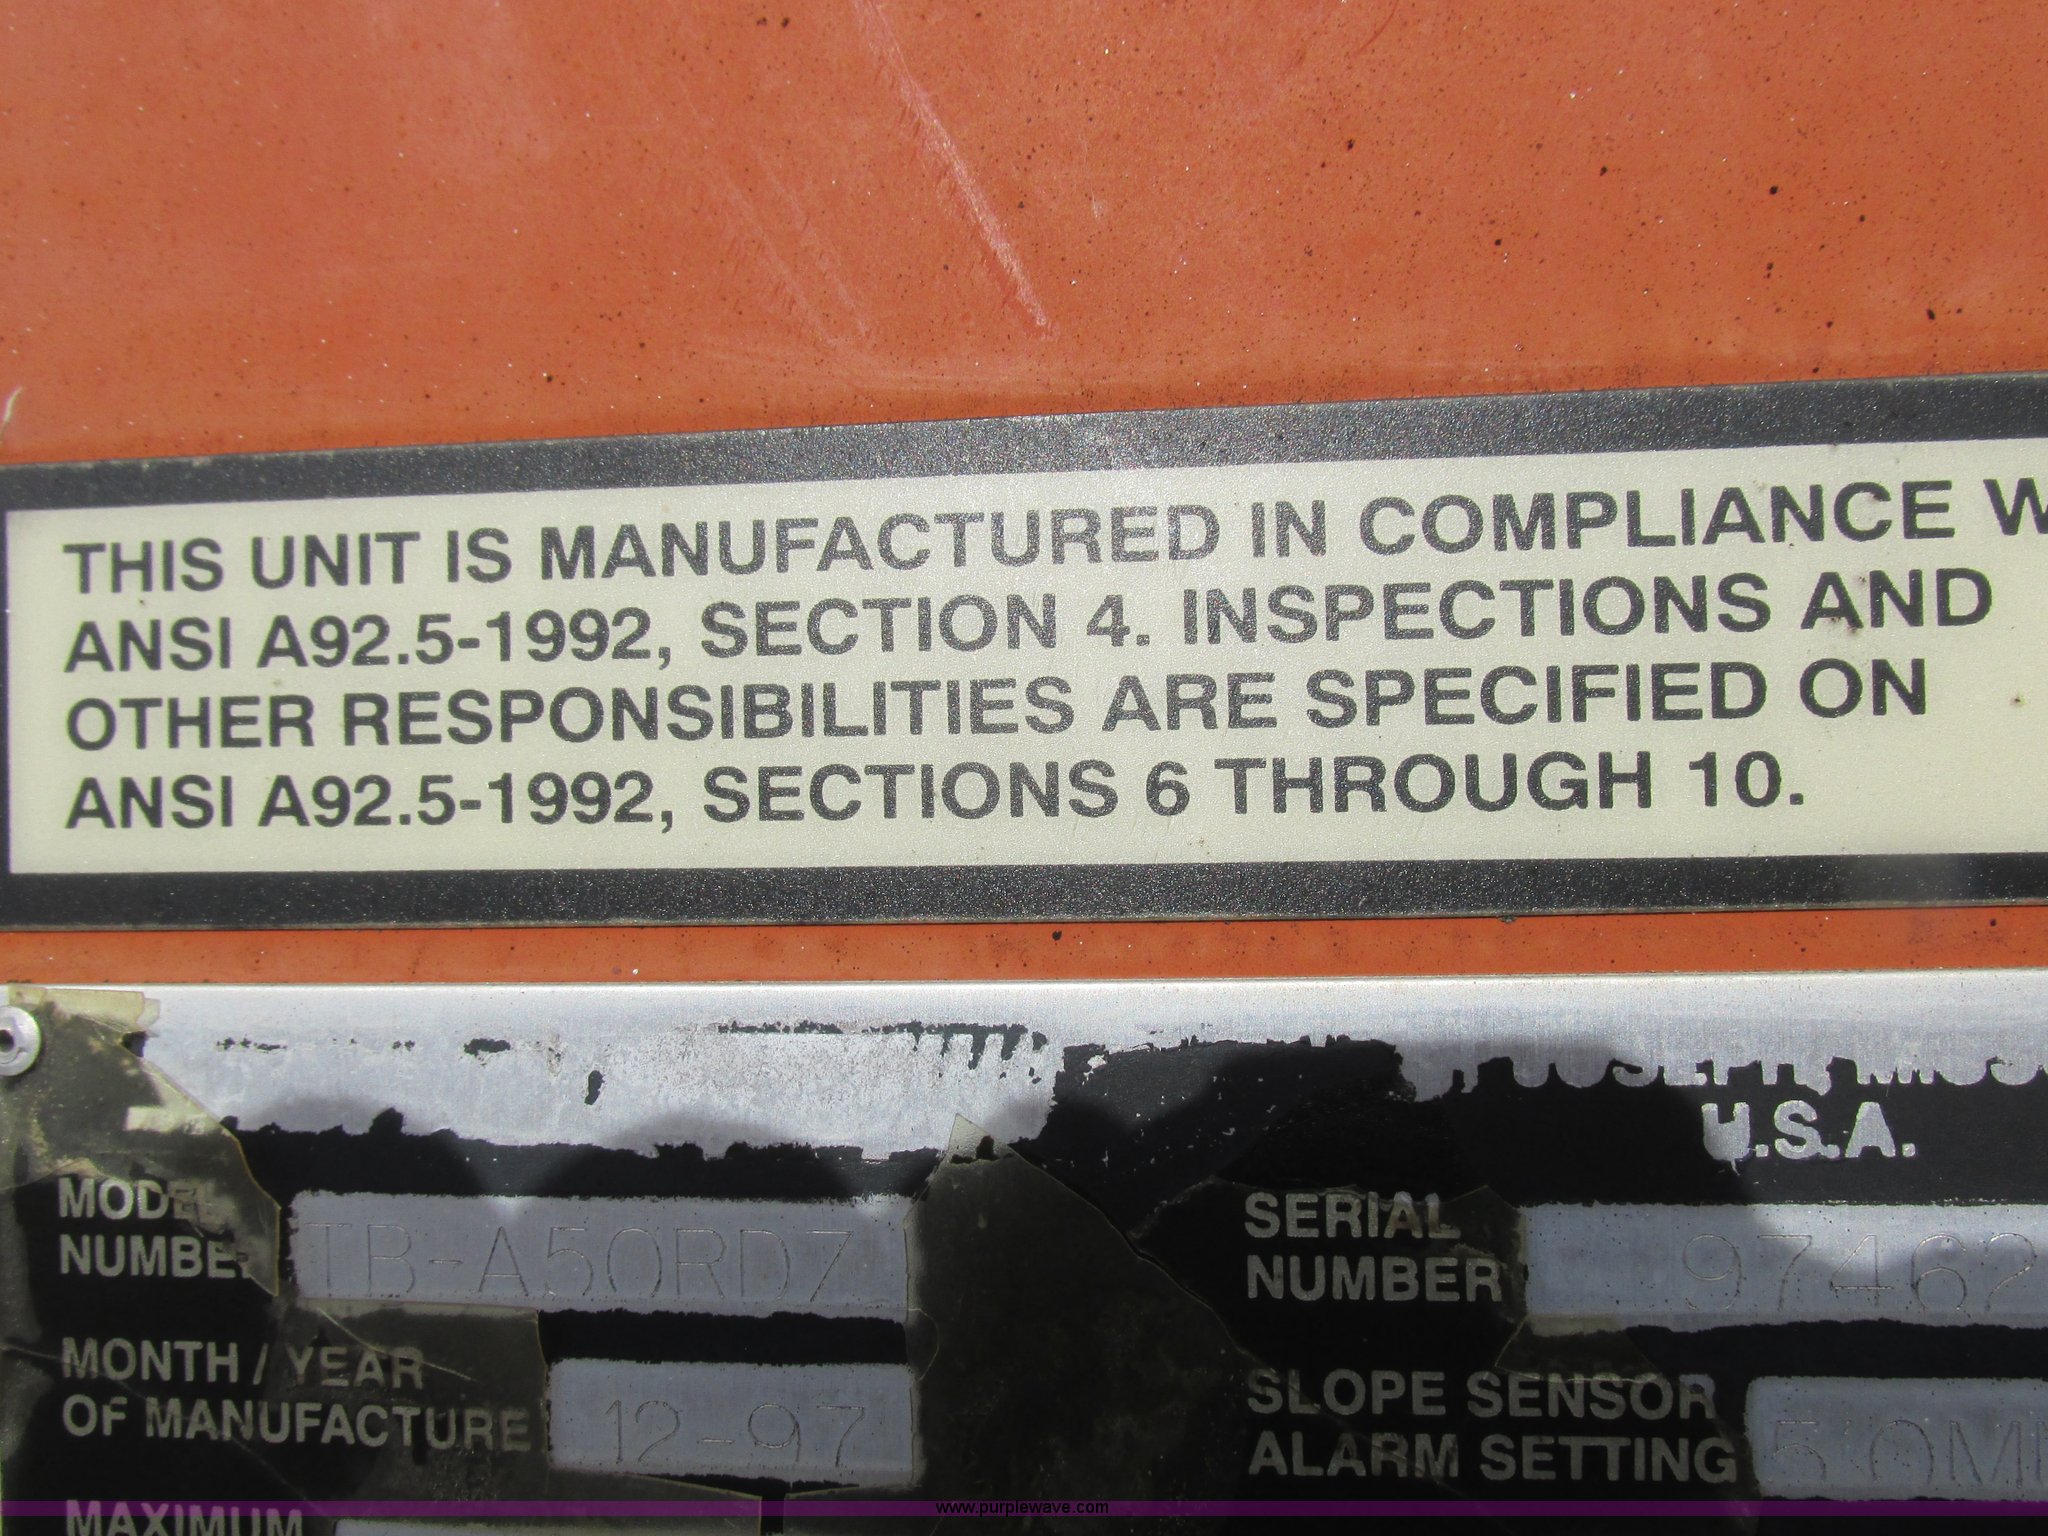 THIS UNIT IS MANUFACTURED IN COMPLIANCE W
ANSI A92.5-1992, SECTION 4. INSPECTIONS AND
OTHER RESPONSIBILITIES ARE SPECIFIED ON
ANSI A92.5-1992, SECTIONS 6 THROUGH 10.
U.S.A.
MODEL NUMBER TB-A50RD7
SERIAL NUMBER 97462
MONTH / YEAR OF MANUFACTURE 12-97
SLOPE SENSOR ALARM SETTING
MAXIMUM
www.purplewave.com